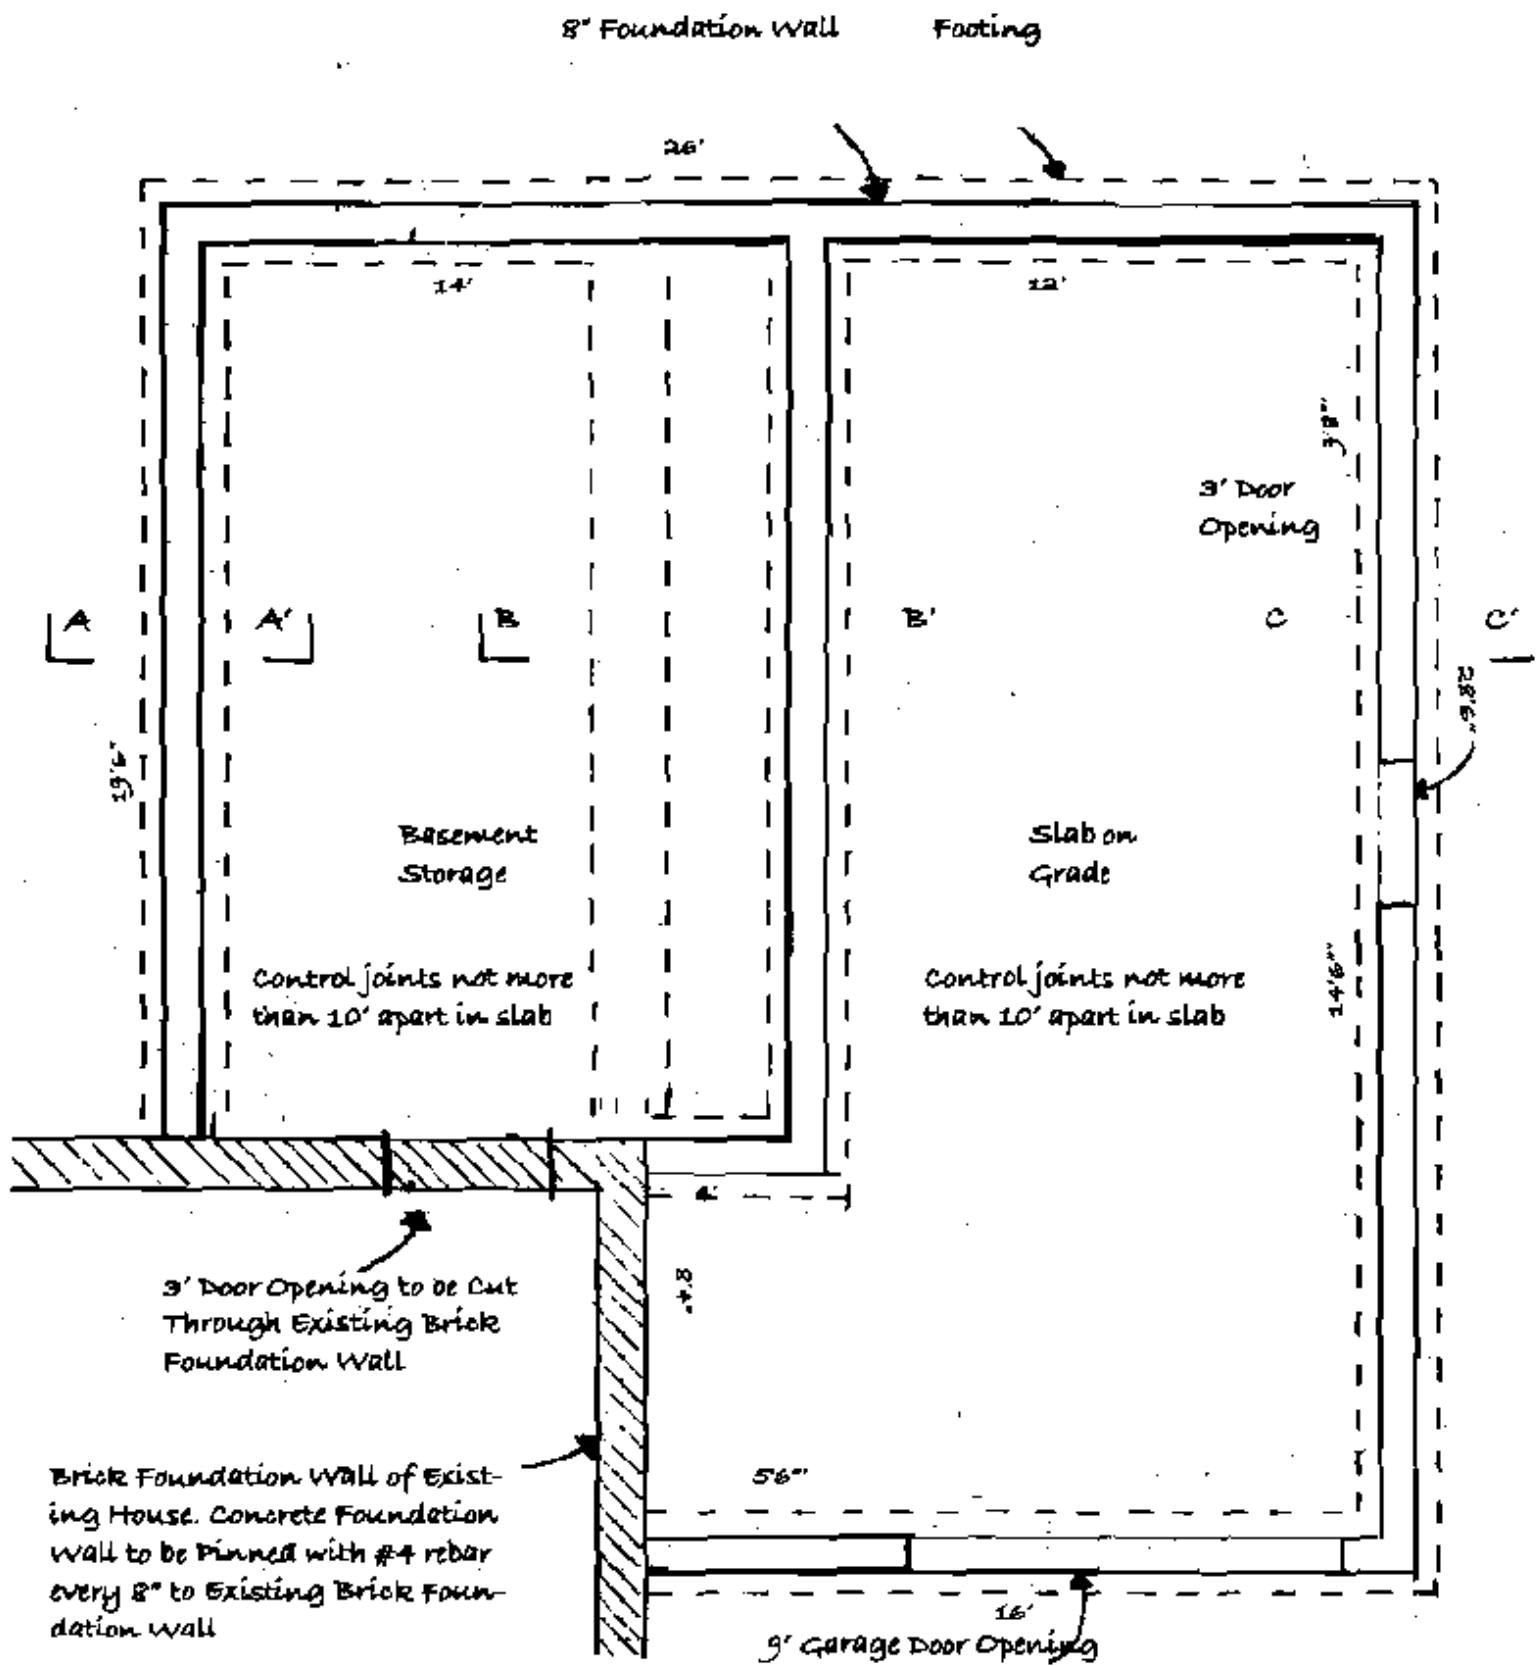 8" Foundation Wall Footing
26'
14' 12'
3'8"'
3' Door
Opening
A A' B B' C C'
19'6"
Basement
Storage
Slab on
Grade
Control joints not more
than 10' apart in slab
Control joints not more
than 10' apart in slab
14'6"'
4'
3' Door Opening to be Cut
Through Existing Brick
Foundation Wall
56"'
Brick Foundation Wall of Exist-
ing House. Concrete Foundation
Wall to be Pinned with #4 rebar
every 8" to Existing Brick Foun-
dation Wall
16'
9' Garage Door Opening